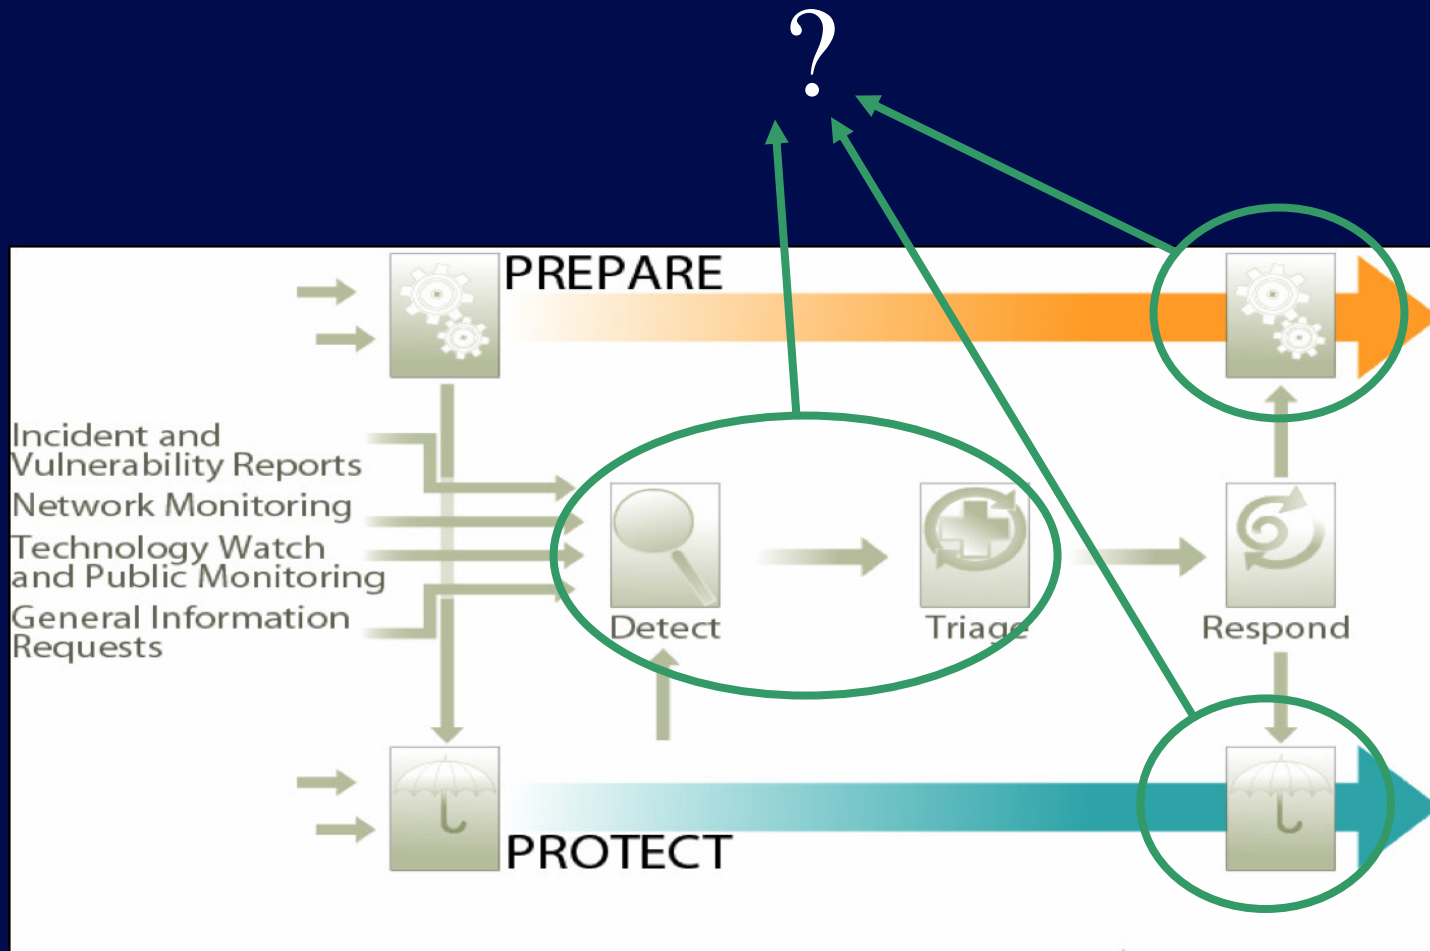 ?
PREPARE
Incident and
Vulnerability Reports
Network Monitoring
Technology Watch
and Public Monitoring
General Information
Requests
Detect
Triage
Respond
PROTECT